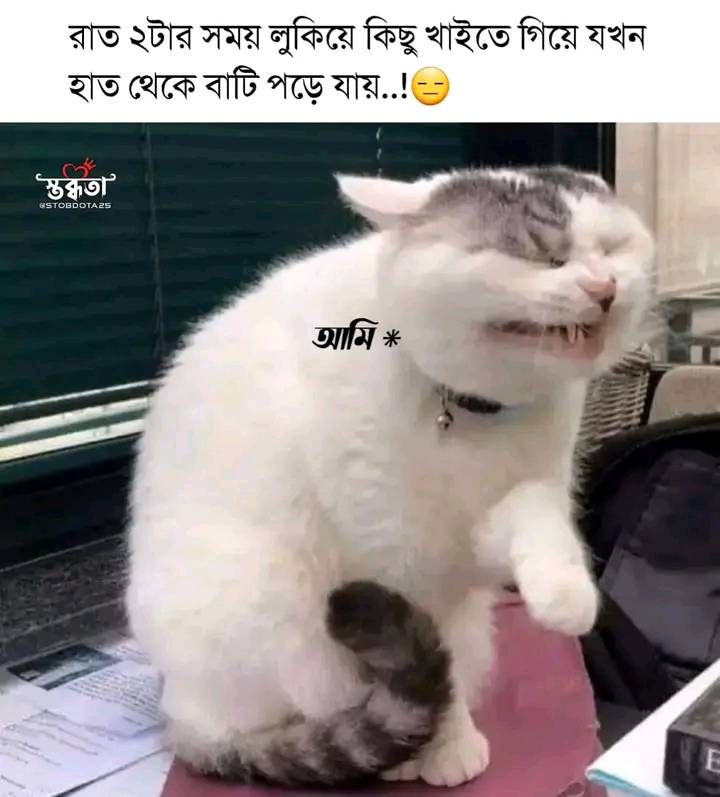 রাত ২টার সময় লুকিয়ে কিছু খাইতে গিয়ে যখন
হাত থেকে বাটি পড়ে যায়..!😑
স্তব্ধতা
@STOBDOTA25
আমি *
E